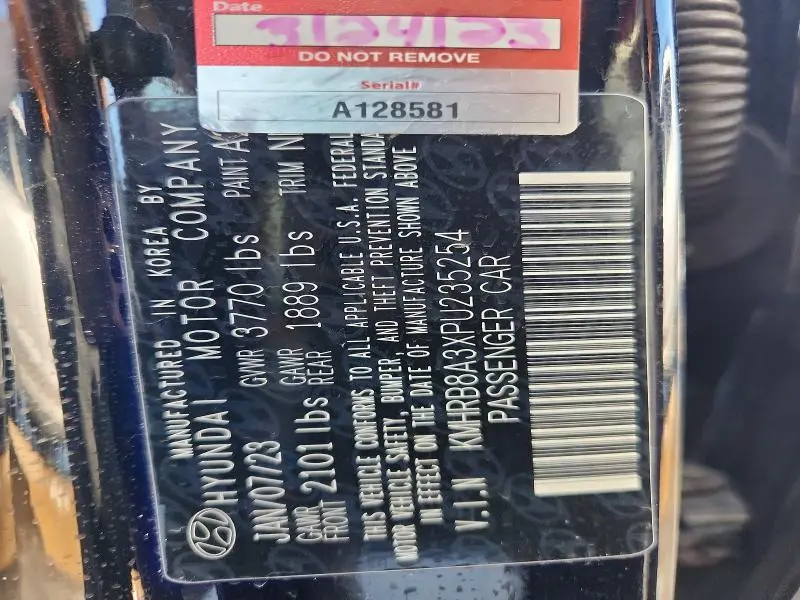 Date
3/24/23
DO NOT REMOVE
Serial#
A128581
MANUFACTURED IN KOREA BY
HYUNDAI MOTOR COMPANY
JAN/07/23 GVWR 3770 lbs PAINT
GAWR FRONT 2101 lbs GAWR REAR 1889 lbs TRIM
THIS VEHICLE CONFORMS TO ALL APPLICABLE U.S.A. FEDERAL
MOTOR VEHICLE SAFETY, BUMPER, AND THEFT PREVENTION
IN EFFECT ON THE DATE OF MANUFACTURE SHOWN ABOVE
V.I.N KMHRB8A3XPU235254
PASSENGER CAR